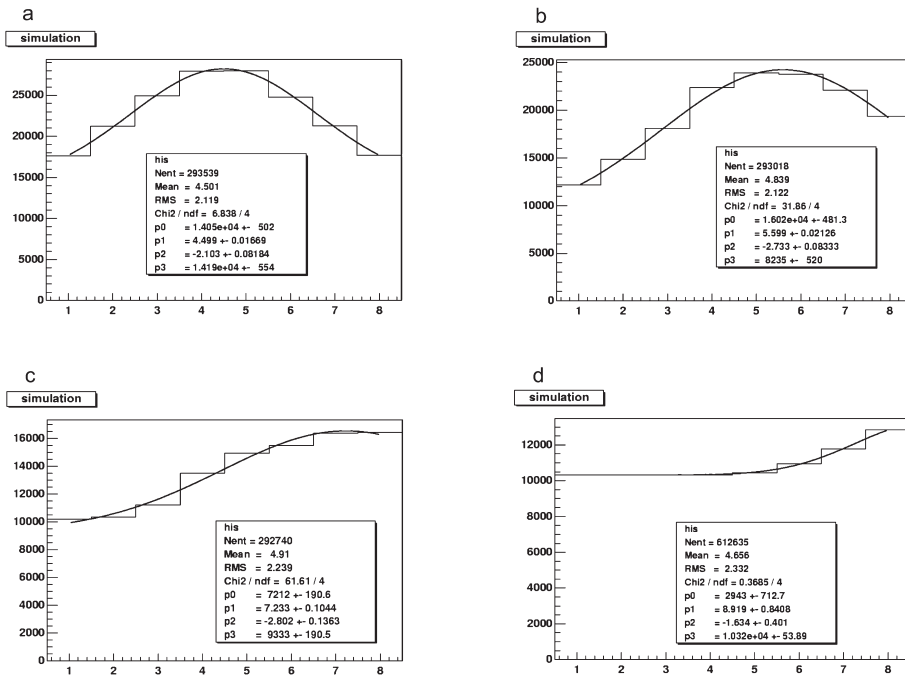 a
simulation
25000
20000
15000
10000
5000
0
his
Nent = 293539
Mean = 4.501
RMS = 2.119
Chi2 / ndf = 6.838 / 4
p0 = 1.405e+04 +- 502
p1 = 4.499 +- 0.01669
p2 = -2.103 +- 0.08184
p3 = 1.419e+04 +- 554
1 2 3 4 5 6 7 8
b
simulation
25000
20000
15000
10000
5000
0
his
Nent = 293018
Mean = 4.839
RMS = 2.122
Chi2 / ndf = 31.86 / 4
p0 = 1.602e+04 +- 481.3
p1 = 5.599 +- 0.02126
p2 = -2.733 +- 0.08333
p3 = 8235 +- 520
1 2 3 4 5 6 7 8
c
simulation
16000
14000
12000
10000
8000
6000
4000
2000
0
his
Nent = 292740
Mean = 4.91
RMS = 2.239
Chi2 / ndf = 61.61 / 4
p0 = 7212 +- 190.6
p1 = 7.233 +- 0.1044
p2 = -2.802 +- 0.1363
p3 = 9333 +- 190.5
1 2 3 4 5 6 7 8
d
simulation
12000
10000
8000
6000
4000
2000
0
his
Nent = 612635
Mean = 4.656
RMS = 2.332
Chi2 / ndf = 0.3685 / 4
p0 = 2943 +- 712.7
p1 = 8.919 +- 0.8408
p2 = -1.634 +- 0.401
p3 = 1.032e+04 +- 53.89
1 2 3 4 5 6 7 8